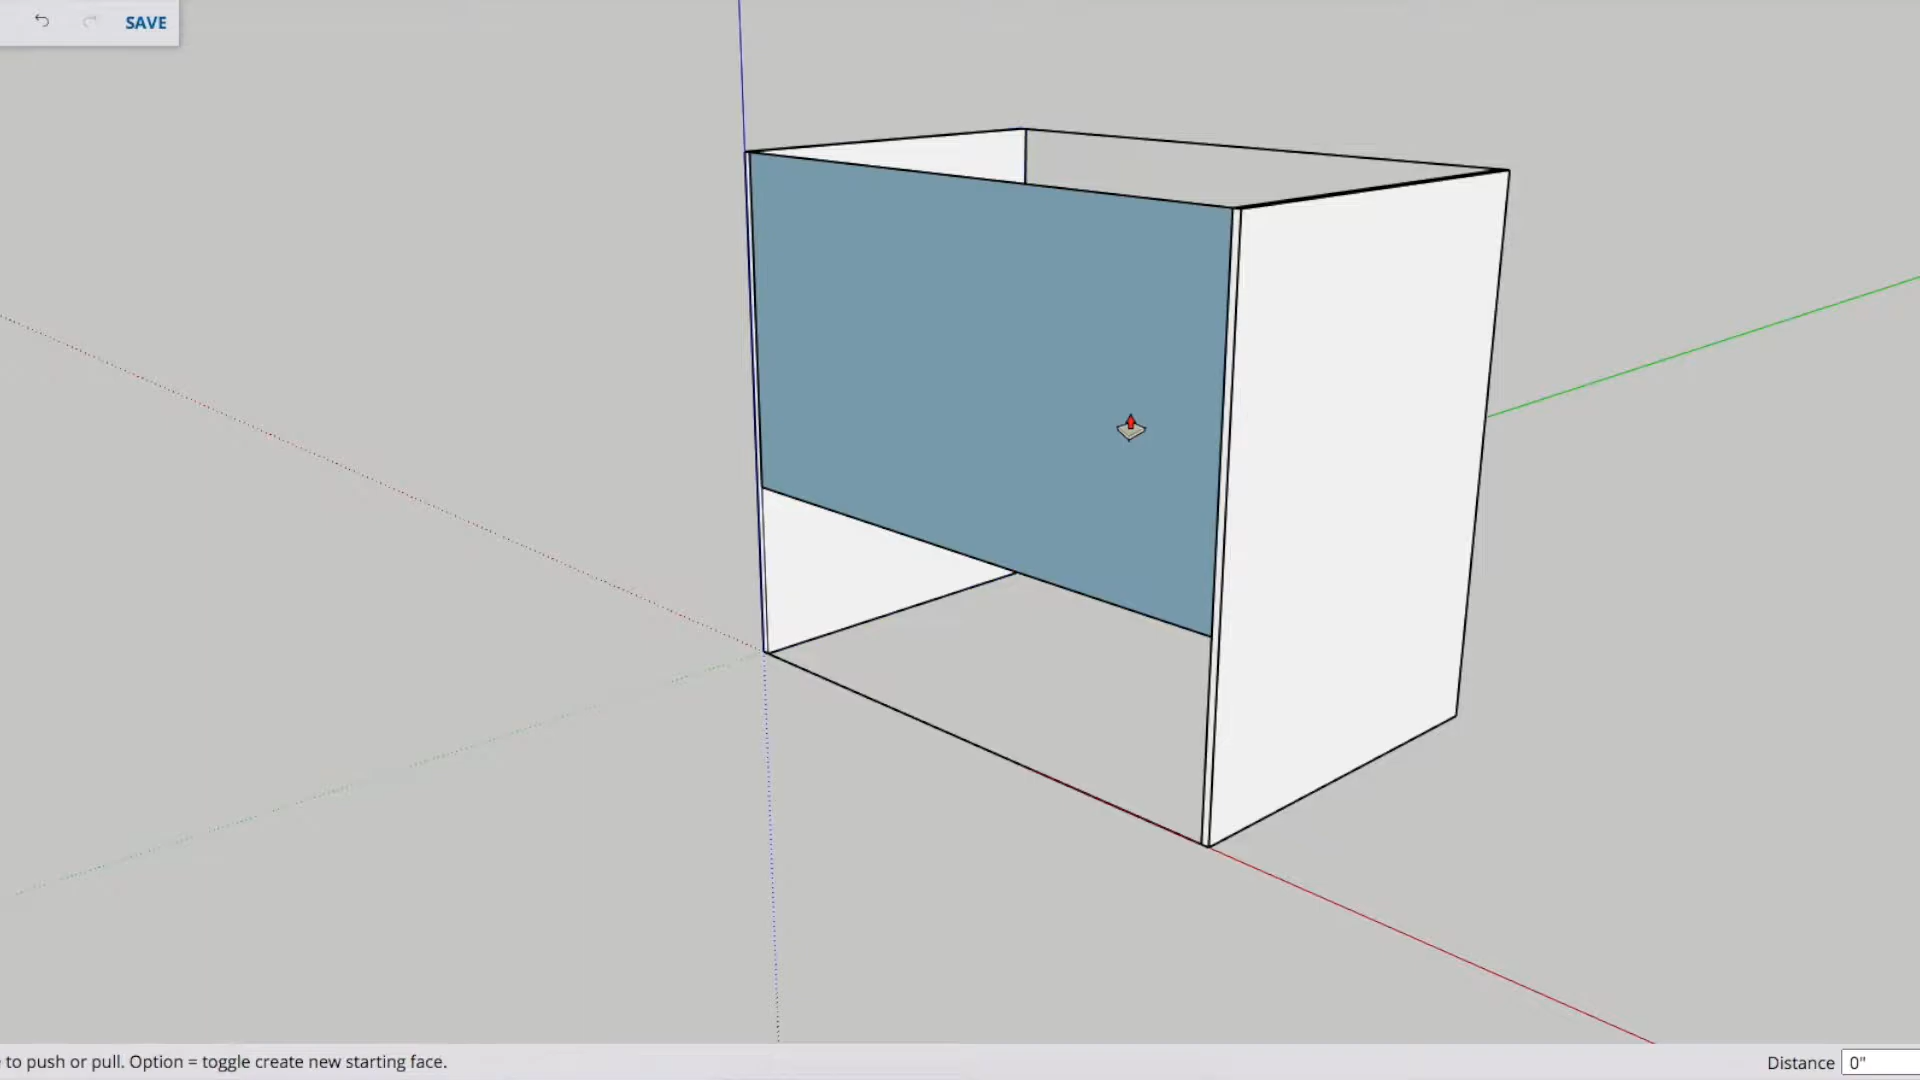 SAVE
to push or pull. Option = toggle create new starting face.
Distance 0"